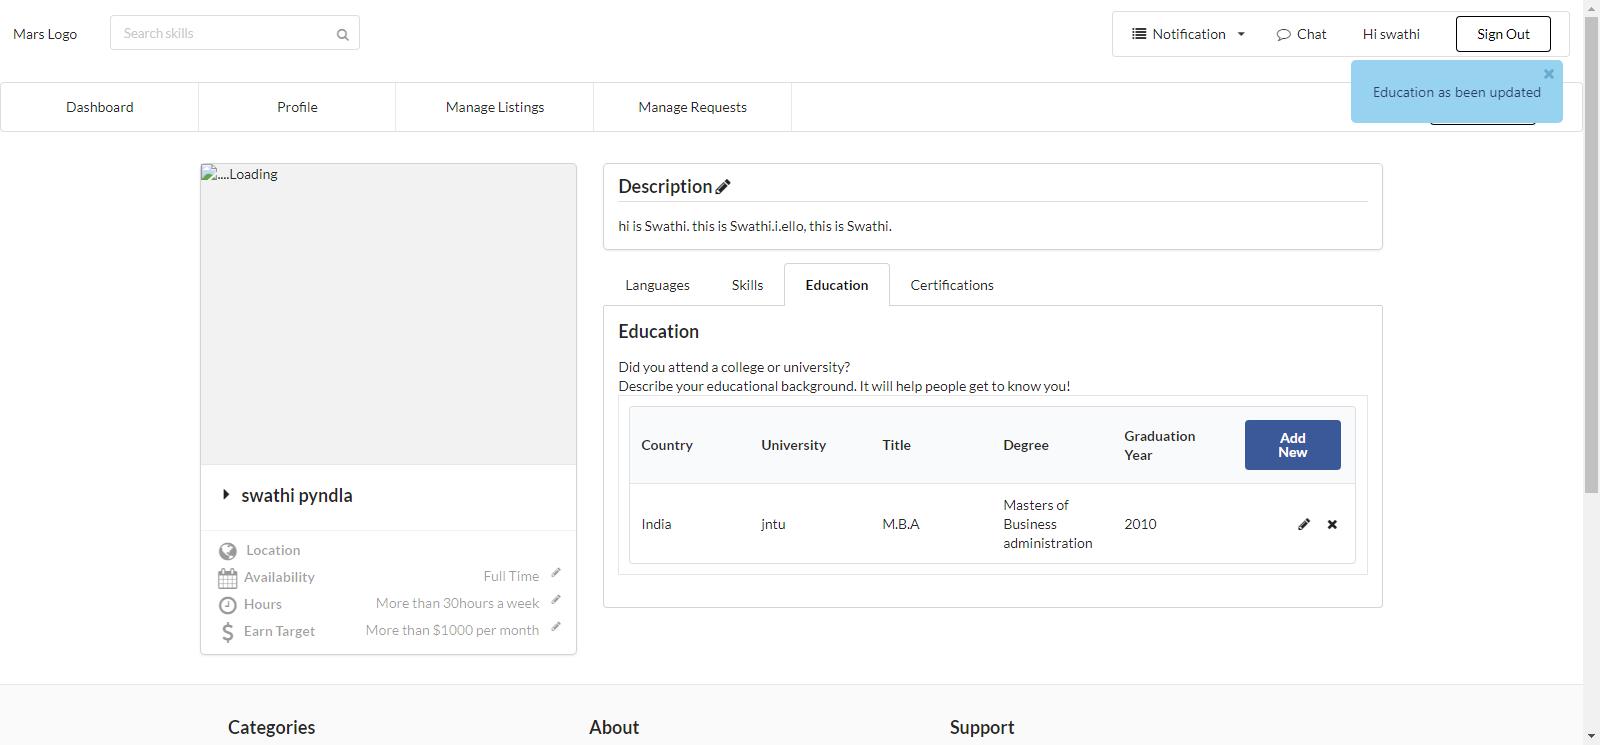 Mars Logo
Search skills
Notification
Chat
Hi swathi
Sign Out
Education as been updated
Dashboard
Profile
Manage Listings
Manage Requests
....Loading
swathi pyndla
Location
Availability
Full Time
Hours
More than 30hours a week
Earn Target
More than $1000 per month
Description
hi is Swathi. this is Swathi.i.ello, this is Swathi.
Languages
Skills
Education
Certifications
Education
Did you attend a college or university?
Describe your educational background. It will help people get to know you!
Country
University
Title
Degree
Graduation
Year
Add
New
India
jntu
M.B.A
Masters of
Business
administration
2010
Categories
About
Support